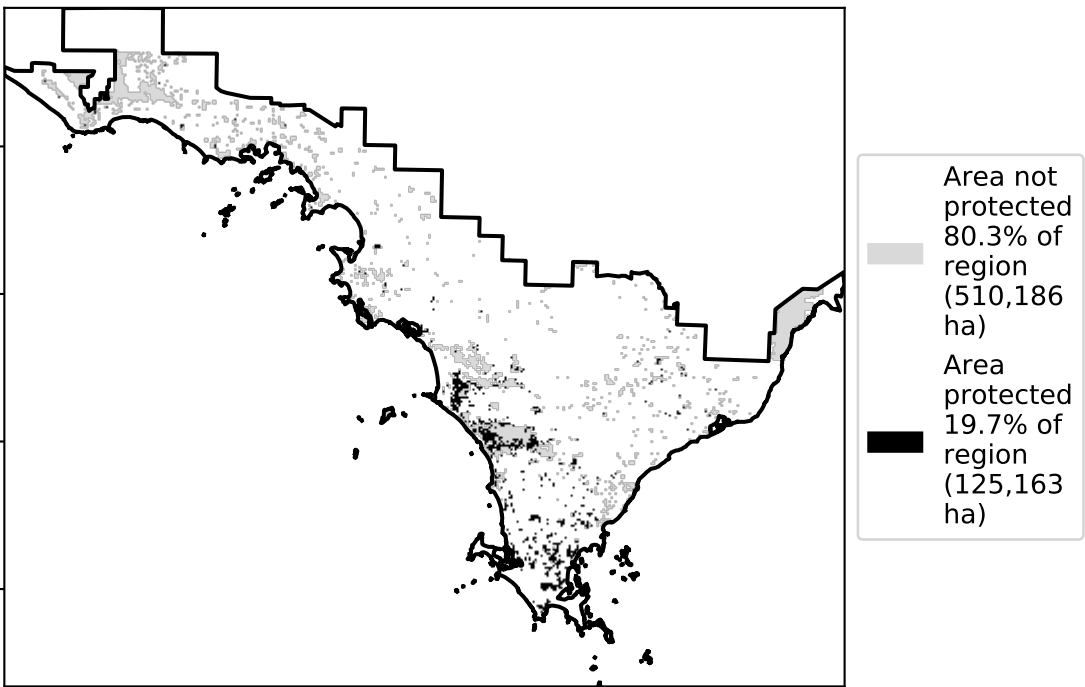 Area not
protected
80.3% of
region
(510,186
ha)
Area
protected
19.7% of
region
(125,163
ha)